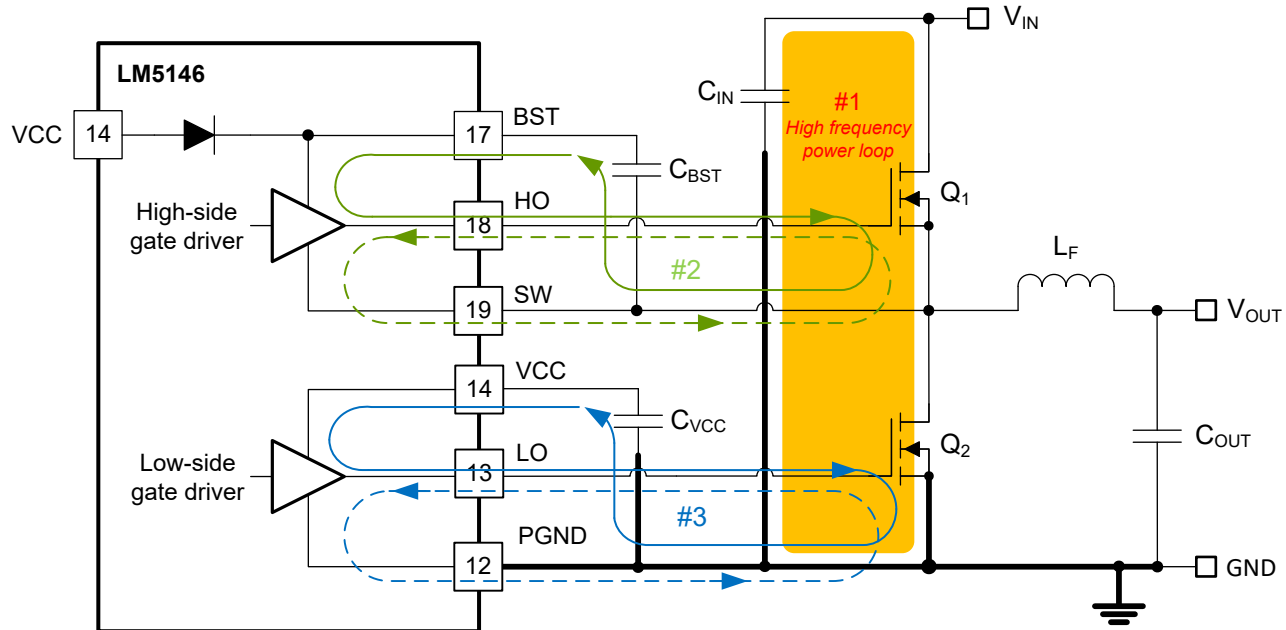 V_IN
LM5146
C_IN
#1
High frequency
power loop
VCC
14
17
BST
C_BST
Q_1
High-side
gate driver
HO
18
#2
L_F
SW
19
V_OUT
VCC
14
C_VCC
Q_2
C_OUT
Low-side
gate driver
LO
13
#3
PGND
12
GND